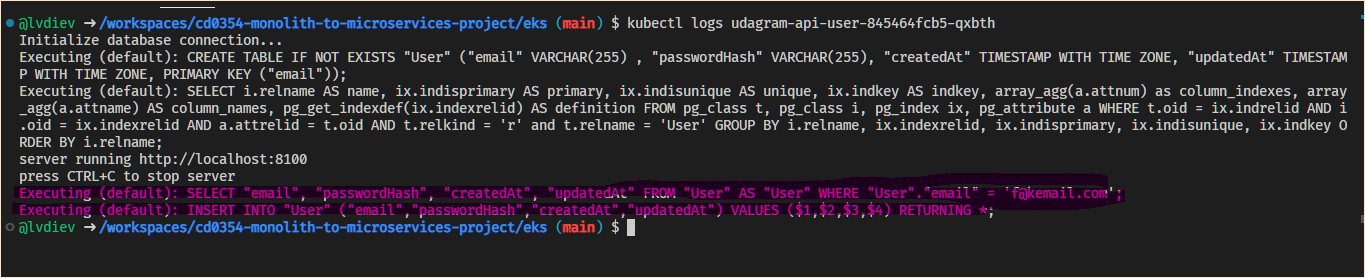 @lvdiev ➜/workspaces/cd0354-monolith-to-microservices-project/eks (main) $ kubectl logs udagram-api-user-845464fcb5-qxbth
Initialize database connection...
Executing (default): CREATE TABLE IF NOT EXISTS "User" ("email" VARCHAR(255) , "passwordHash" VARCHAR(255), "createdAt" TIMESTAMP WITH TIME ZONE, "updatedAt" TIMESTAM
P WITH TIME ZONE, PRIMARY KEY ("email"));
Executing (default): SELECT i.relname AS name, ix.indisprimary AS primary, ix.indisunique AS unique, ix.indkey AS indkey, array_agg(a.attnum) as column_indexes, array
_agg(a.attname) AS column_names, pg_get_indexdef(ix.indexrelid) AS definition FROM pg_class t, pg_class i, pg_index ix, pg_attribute a WHERE t.oid = ix.indrelid AND i
.oid = ix.indexrelid AND a.attrelid = t.oid AND t.relkind = 'r' and t.relname = 'User' GROUP BY i.relname, ix.indexrelid, ix.indisprimary, ix.indisunique, ix.indkey O
RDER BY i.relname;
server running http://localhost:8100
press CTRL+C to stop server
Executing (default): SELECT "email", "passwordHash", "createdAt", "updatedAt" FROM "User" AS "User" WHERE "User"."email" = 'f@kemail.com';
Executing (default): INSERT INTO "User" ("email","passwordHash","createdAt","updatedAt") VALUES ($1,$2,$3,$4) RETURNING *;
@lvdiev ➜/workspaces/cd0354-monolith-to-microservices-project/eks (main) $